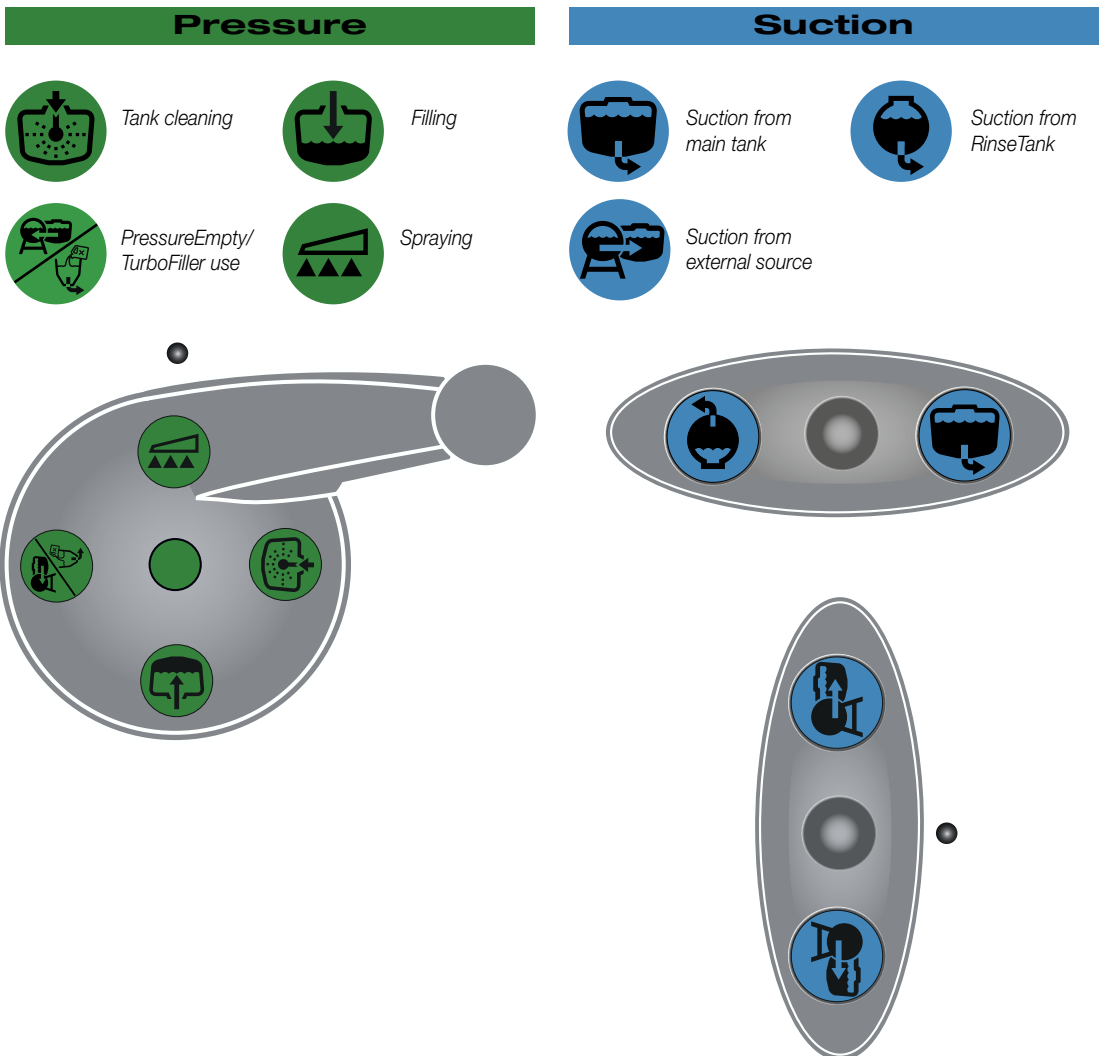 Pressure
Suction
Tank cleaning
Filling
Suction from
main tank
Suction from
RinseTank
PressureEmpty/
TurboFiller use
Spraying
Suction from
external source